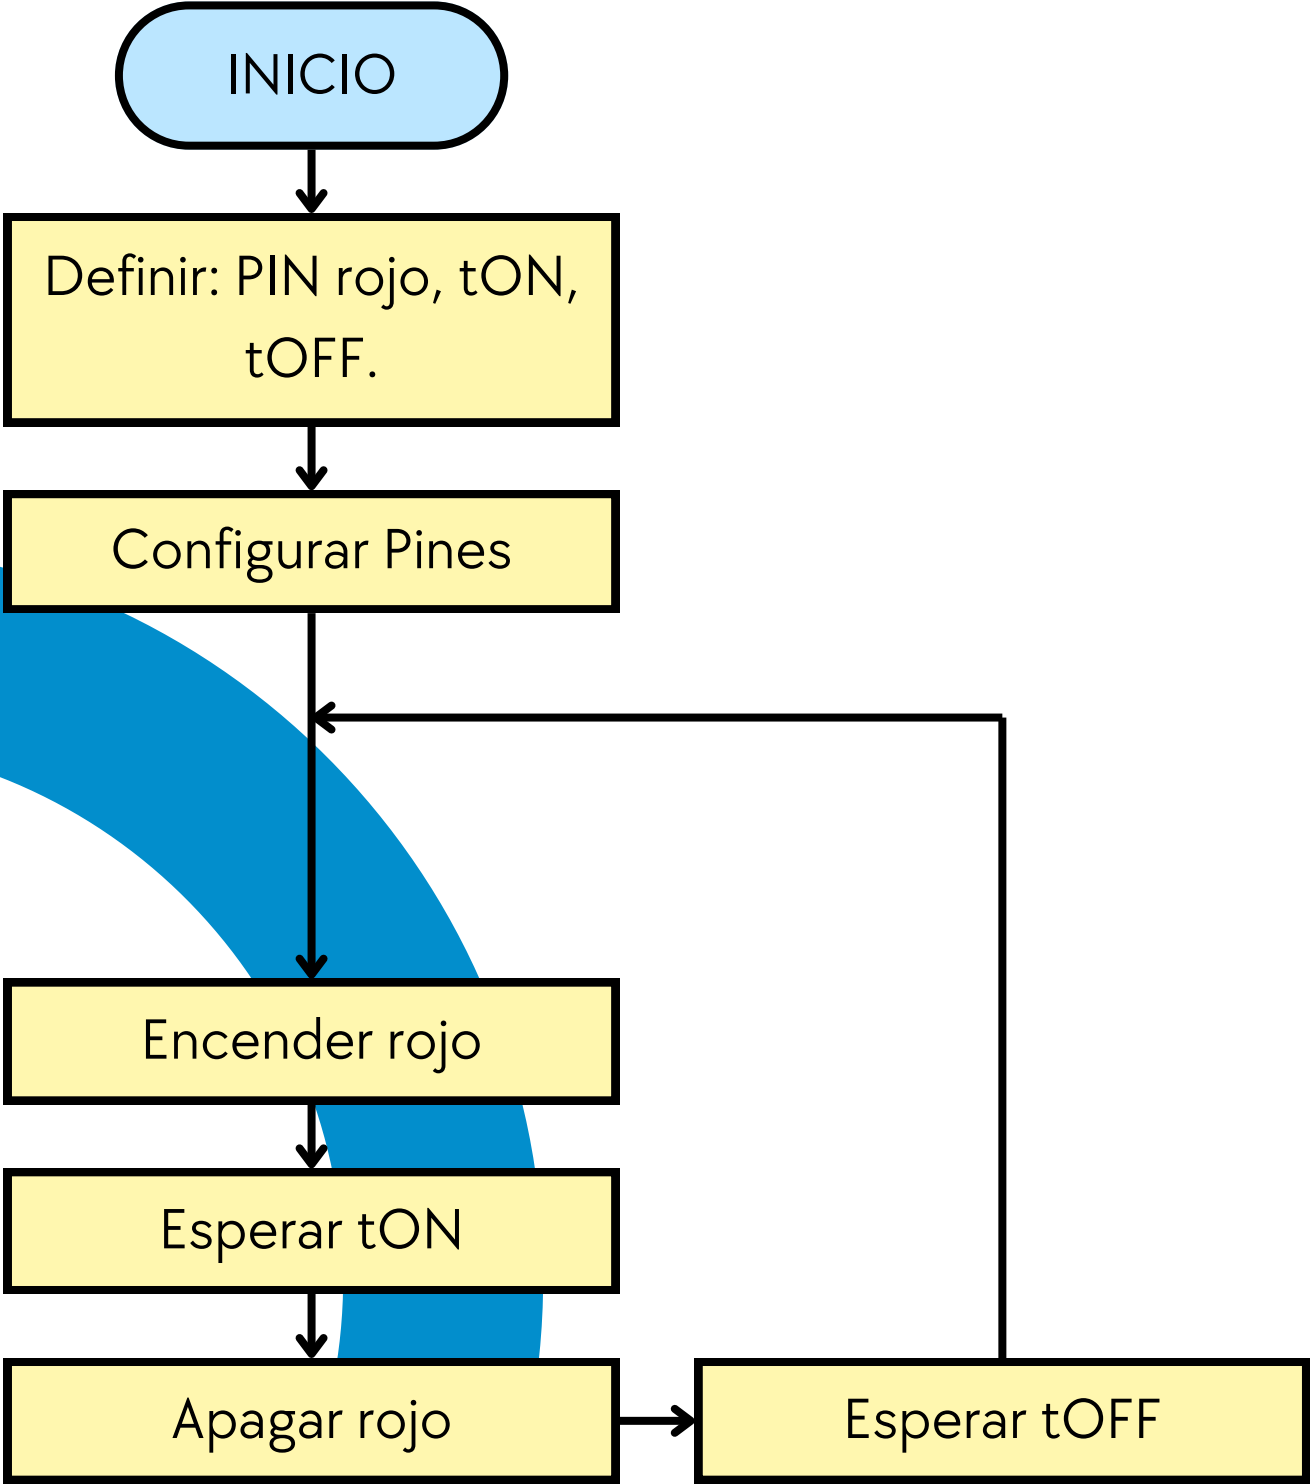 INICIO
Definir: PIN rojo, tON,
tOFF.
Configurar Pines
Encender rojo
Esperar tON
Apagar rojo
Esperar tOFF